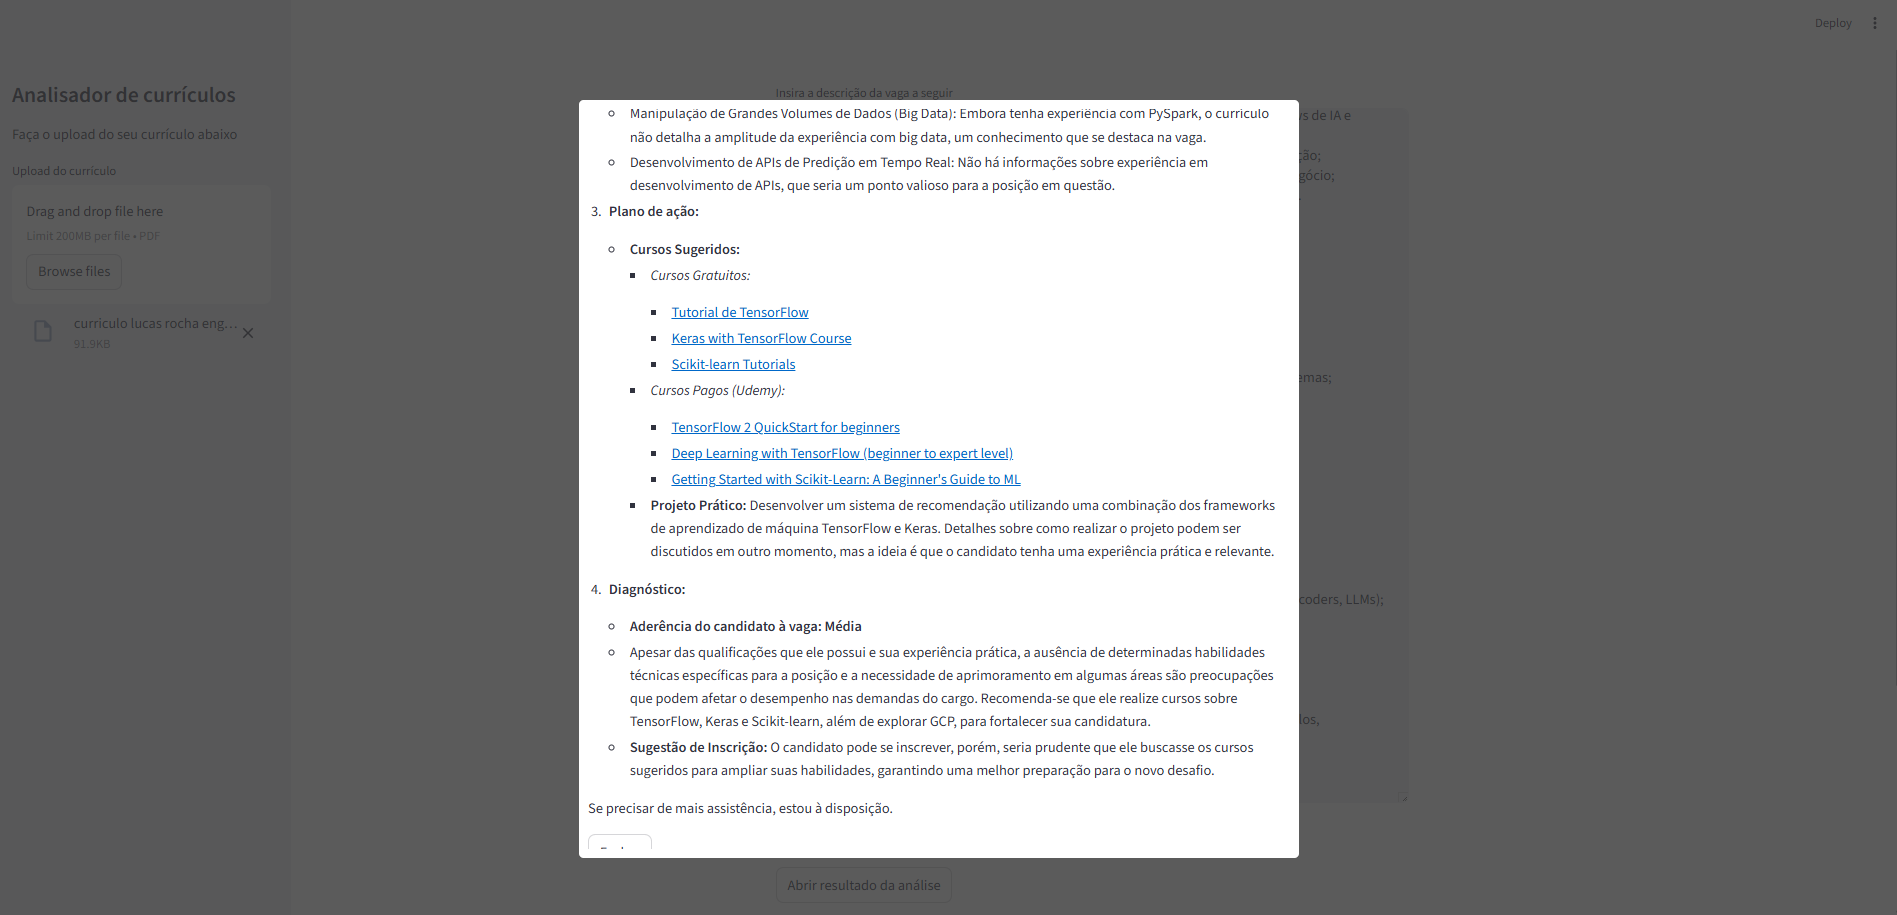 Deploy
Analisador de currículos
Faça o upload do seu currículo abaixo
Upload do curriculo
Drag and drop file here
Limit 200MB per file • PDF
Browse files
curriculo lucas rocha eng...
91.9KB
Insira a descrição da vaga a seguir
Manipulação de Grandes Volumes de Dados (Big Data): Embora tenha experiência com PySpark, o currículo
não detalha a amplitude da experiência com big data, um conhecimento que se destaca na vaga.
Desenvolvimento de APIs de Predição em Tempo Real: Não há informações sobre experiência em
desenvolvimento de APIs, que seria um ponto valioso para a posição em questão.
3. Plano de ação:
Cursos Sugeridos:
Cursos Gratuitos:
Tutorial de TensorFlow
Keras with TensorFlow Course
Scikit-learn Tutorials
Cursos Pagos (Udemy):
TensorFlow 2 QuickStart for beginners
Deep Learning with TensorFlow (beginner to expert level)
Getting Started with Scikit-Learn: A Beginner's Guide to ML
Projeto Prático: Desenvolver um sistema de recomendação utilizando uma combinação dos frameworks
de aprendizado de máquina TensorFlow e Keras. Detalhes sobre como realizar o projeto podem ser
discutidos em outro momento, mas a ideia é que o candidato tenha uma experiência prática e relevante.
4. Diagnóstico:
Aderência do candidato à vaga: Média
Apesar das qualificações que ele possui e sua experiência prática, a ausência de determinadas habilidades
técnicas específicas para a posição e a necessidade de aprimoramento em algumas áreas são preocupações
que podem afetar o desempenho nas demandas do cargo. Recomenda-se que ele realize cursos sobre
TensorFlow, Keras e Scikit-learn, além de explorar GCP, para fortalecer sua candidatura.
Sugestão de Inscrição: O candidato pode se inscrever, porém, seria prudente que ele buscasse os cursos
sugeridos para ampliar suas habilidades, garantindo uma melhor preparação para o novo desafio.
Se precisar de mais assistência, estou à disposição.
vs de IA e
ção;
gócio;
emas;
coders, LLMs);
los,
Abrir resultado da análise